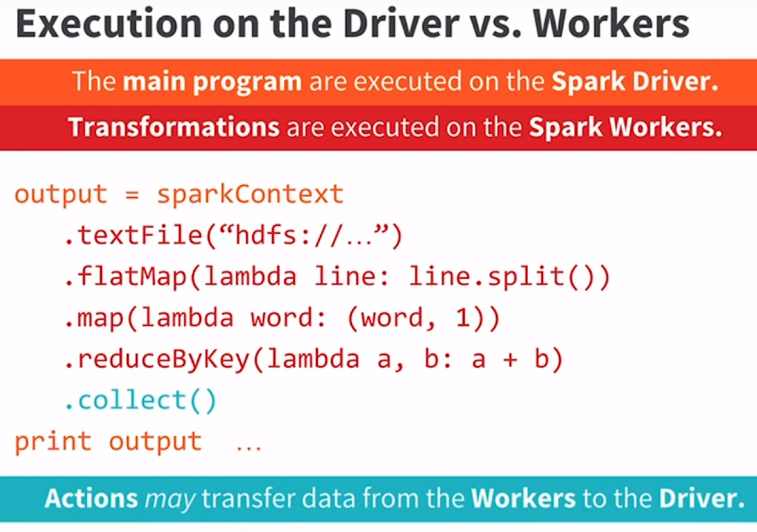 Execution on the Driver vs. Workers
The main program are executed on the Spark Driver.
Transformations are executed on the Spark Workers.
output = sparkContext
.textFile(“hdfs://…”)
.flatMap(lambda line: line.split())
.map(lambda word: (word, 1))
.reduceByKey(lambda a, b: a + b)
.collect()
print output …
Actions may transfer data from the Workers to the Driver.